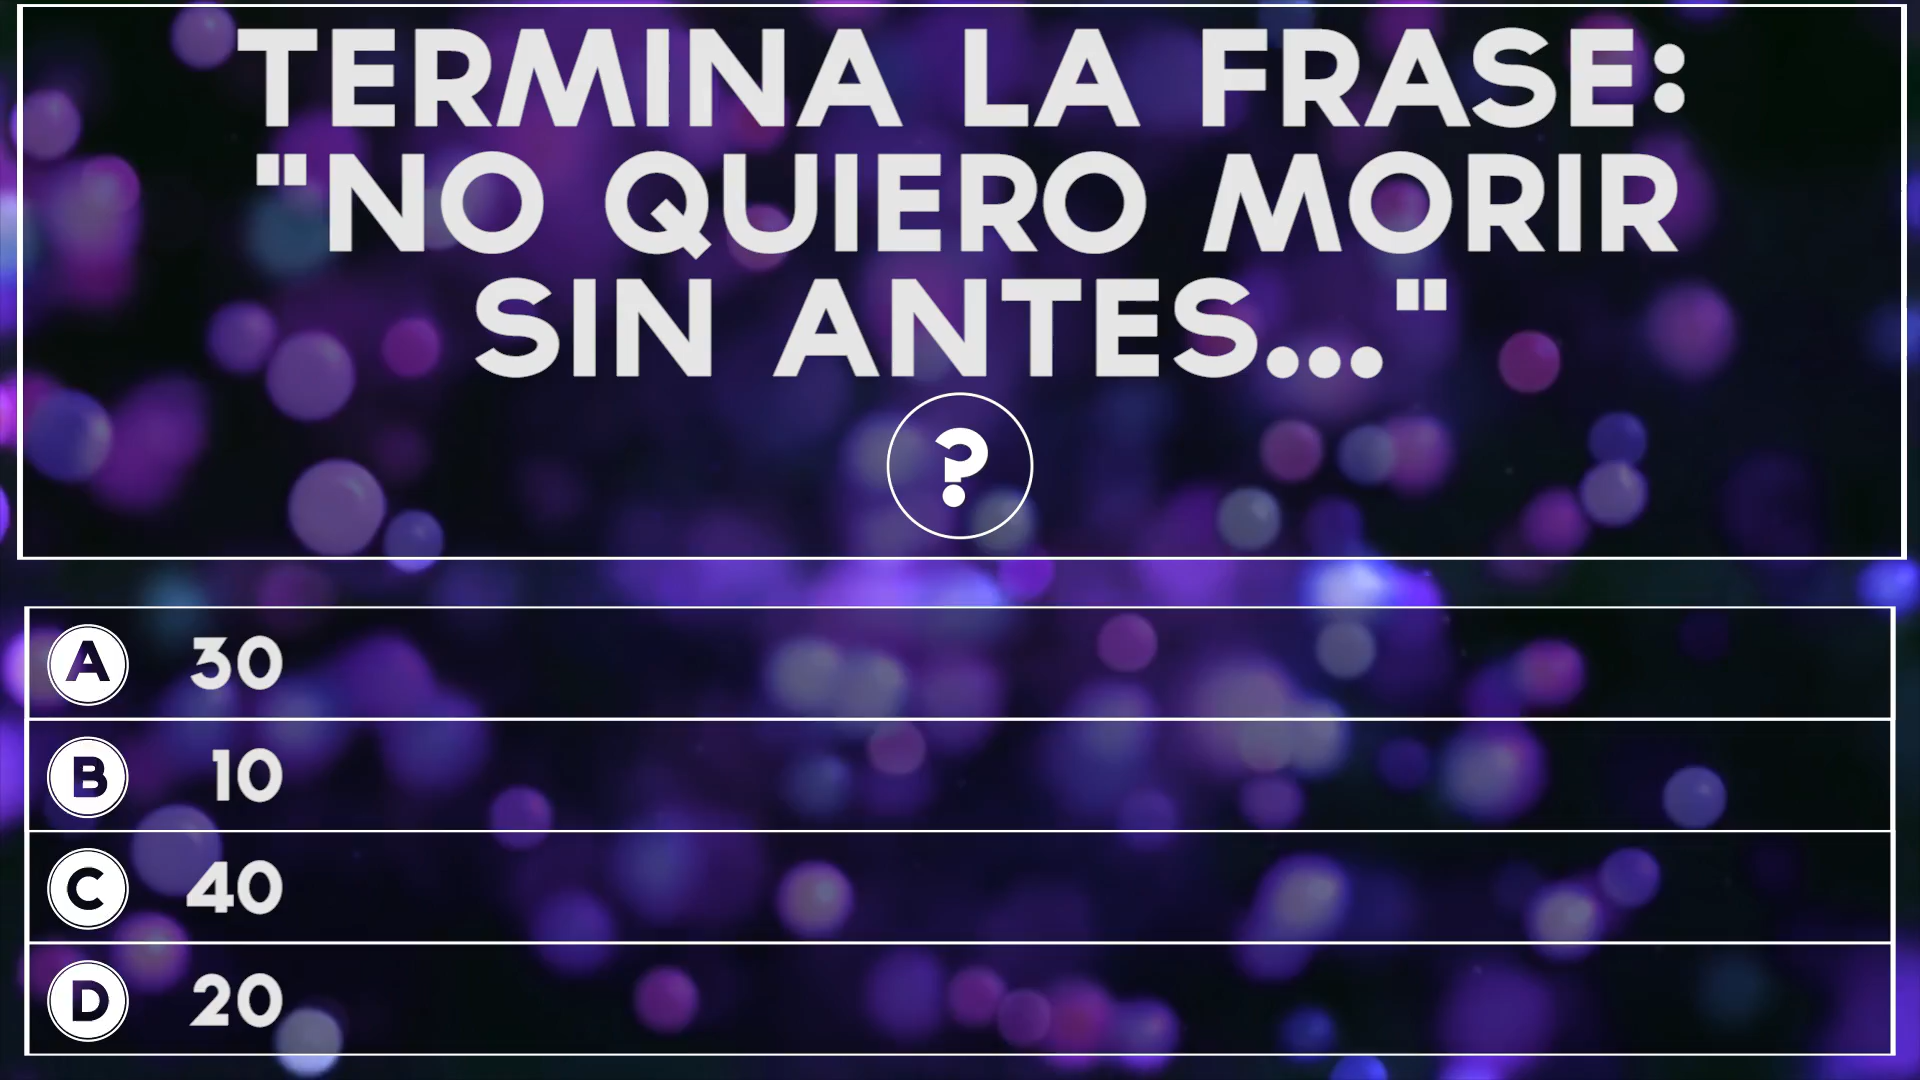 TERMINA LA FRASE:
"NO QUIERO MORIR
SIN ANTES... "
?
A 30
B 10
C 40
D 20